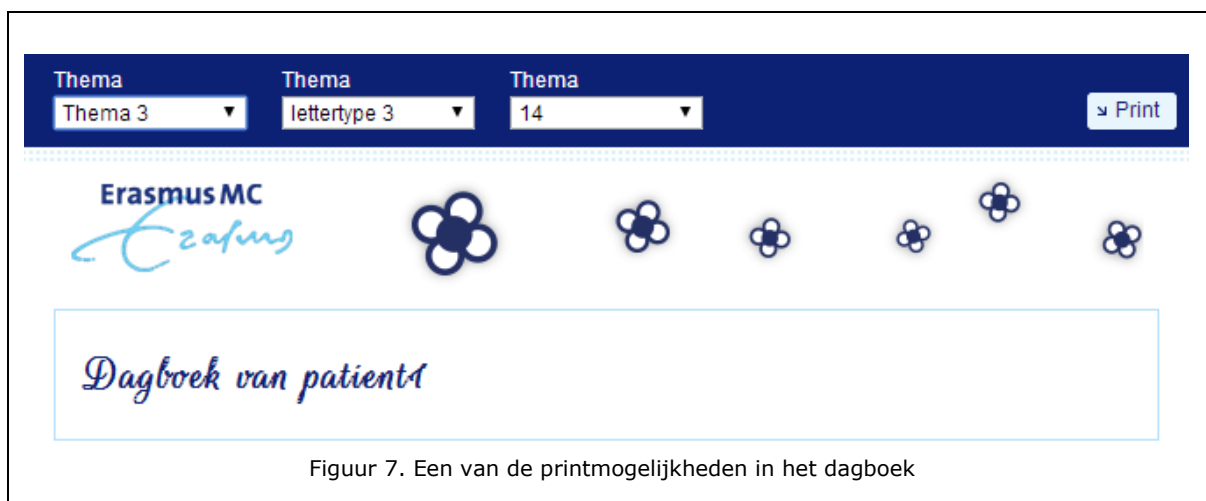 Thema Thema Thema
Thema 3 lettertype 3 14 Print
Erasmus MC
Erasmus
Dagboek van patient1
Figuur 7. Een van de printmogelijkheden in het dagboek